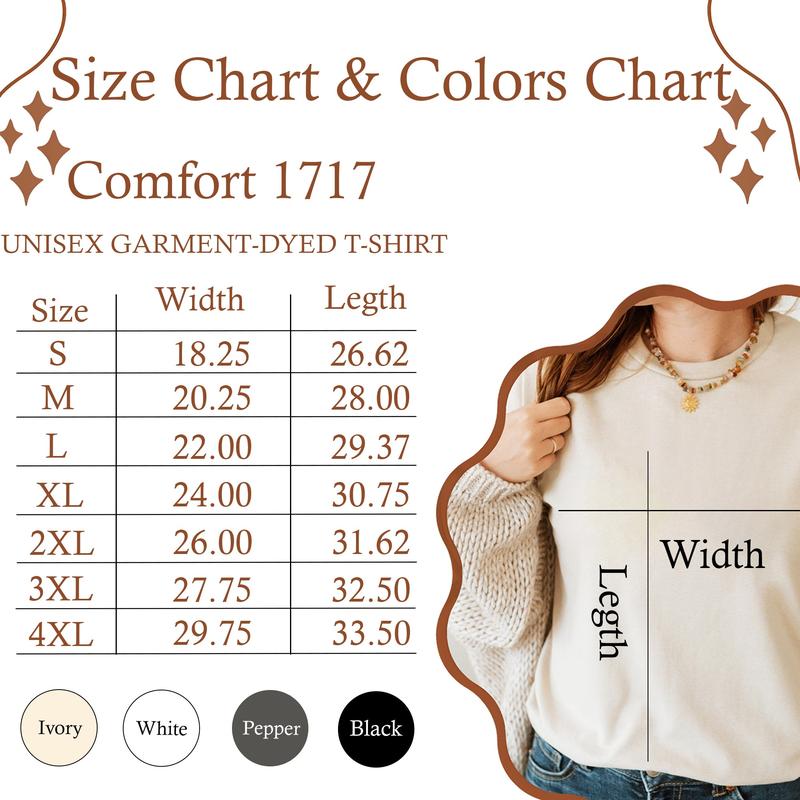 Size Chart & Colors Chart
Comfort 1717
UNISEX GARMENT-DYED T-SHIRT
Size Width Legth
S 18.25 26.62
M 20.25 28.00
L 22.00 29.37
XL 24.00 30.75
2XL 26.00 31.62
3XL 27.75 32.50
4XL 29.75 33.50
Width
Legth
Ivory White Pepper Black